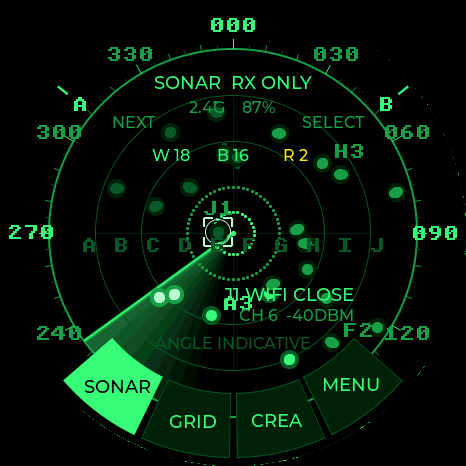 000
330 030
SONAR RX ONLY
2.4G 87%
A B
NEXT SELECT
300 060
W 18 B 16 R 2
H3
J1
270 090
A B C D E F G H I J
J1 WIFI CLOSE
A3
CH 6 -40DBM
240 F2 120
ANGLE INDICATIVE
SONAR GRID CREA MENU